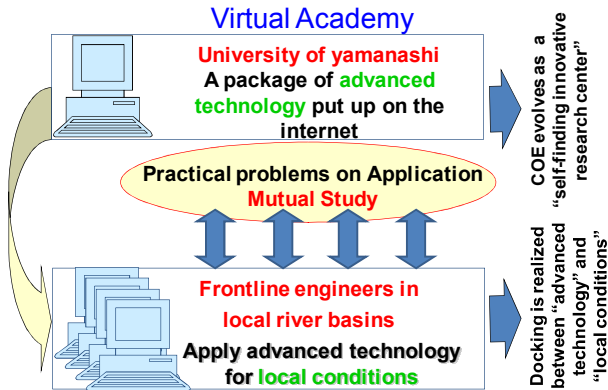 Virtual Academy
University of yamanashi
A package of advanced
technology put up on the
internet
COE evolves as a
"self-finding innovative
research center"
Practical problems on Application
Mutual Study
Frontline engineers in
local river basins
Apply advanced technology
for local conditions
Docking is realized
between "advanced
technology" and
"local conditions"